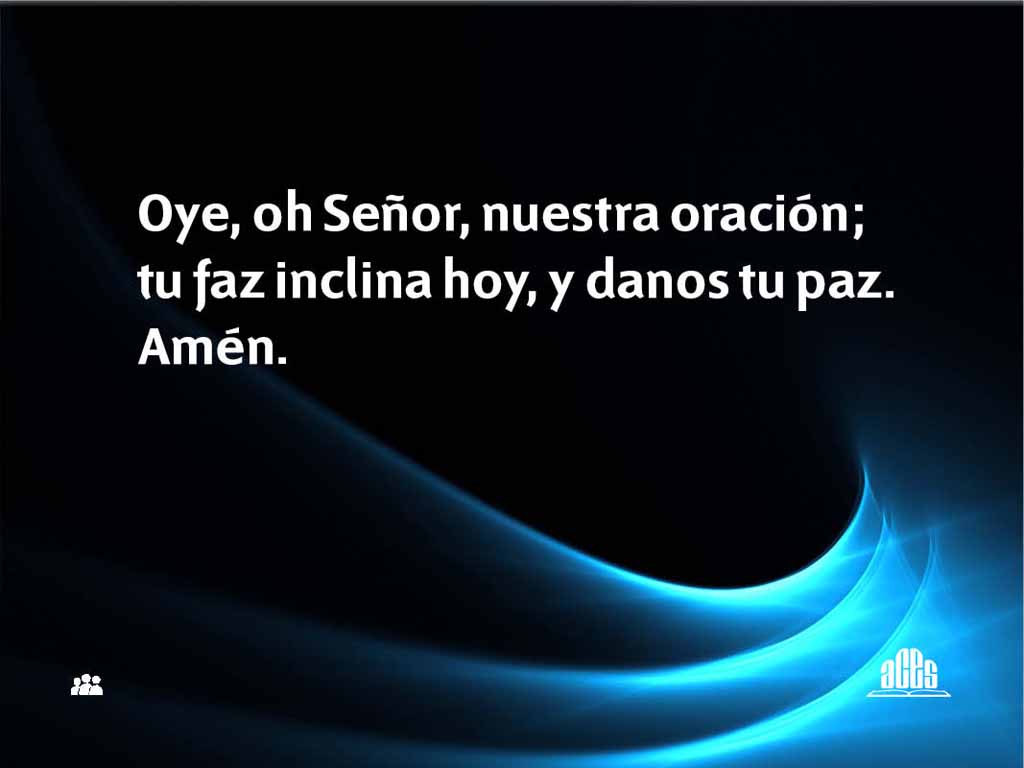 Oye, oh Señor, nuestra oración;
tu faz inclina hoy, y danos tu paz.
Amén.
aces